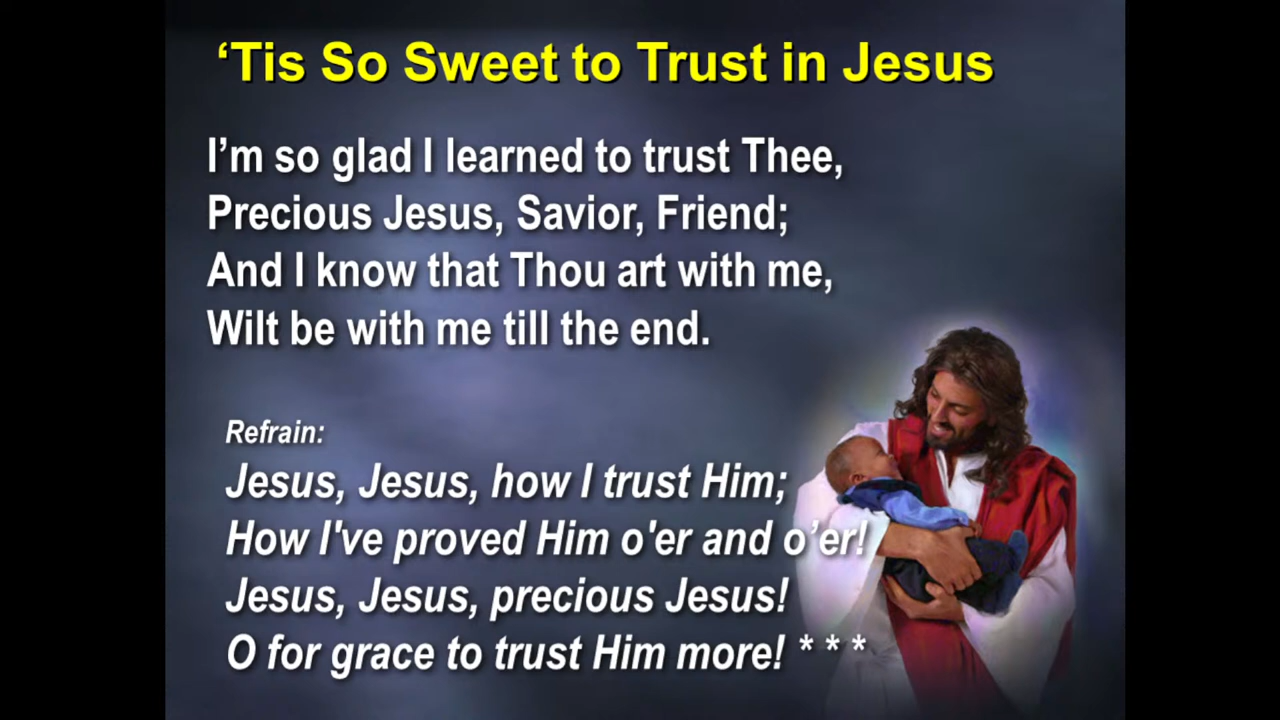 ‘Tis So Sweet to Trust in Jesus
I’m so glad I learned to trust Thee,
Precious Jesus, Savior, Friend;
And I know that Thou art with me,
Wilt be with me till the end.
Refrain:
Jesus, Jesus, how I trust Him;
How I've proved Him o'er and o’er!
Jesus, Jesus, precious Jesus!
O for grace to trust Him more! * * *